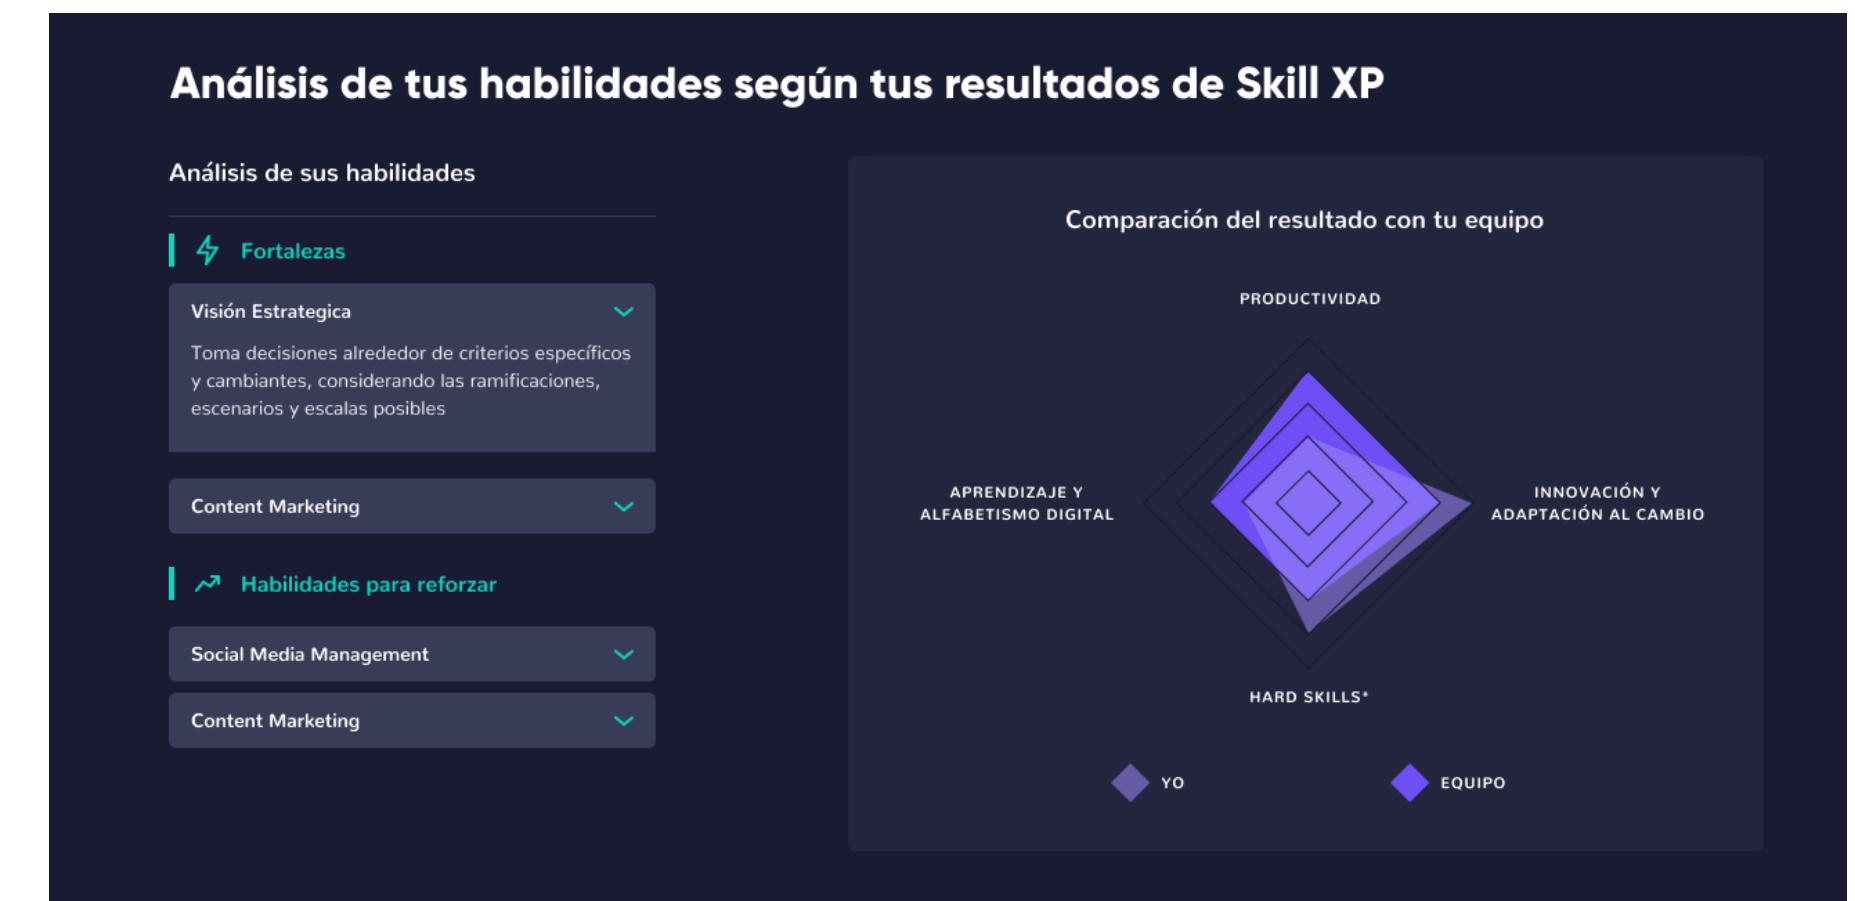 Análisis de tus habilidades según tus resultados de Skill XP
Análisis de sus habilidades
Fortalezas
Visión Estrategica
Toma decisiones alrededor de criterios específicos
y cambiantes, considerando las ramificaciones,
escenarios y escalas posibles
Content Marketing
Habilidades para reforzar
Social Media Management
Content Marketing
Comparación del resultado con tu equipo
PRODUCTIVIDAD
APRENDIZAJE Y
ALFABETISMO DIGITAL
INNOVACIÓN Y
ADAPTACIÓN AL CAMBIO
HARD SKILLS*
YO
EQUIPO